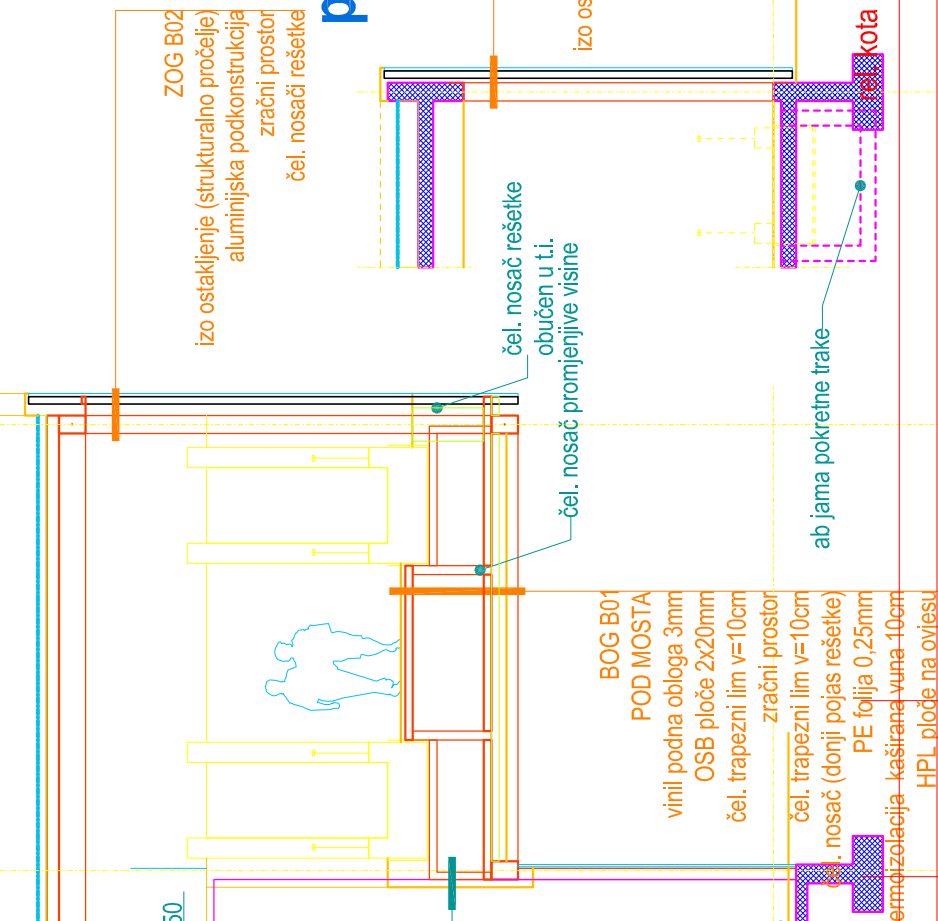 ZOG B02
izo ostakljenje (strukturalno pročelje)
aluminijska podkonstrukcija
zračni prostor
čel. nosači rešetke
p
izo os
rel. kota
čel. nosač rešetke
obučen u t.i.
čel. nosač promjenjive visine
ab jama pokretne trake
BOG B01
POD MOSTA
vinil podna obloga 3mm
OSB ploče 2x20mm
čel. trapezni lim v=10cm
zračni prostor
čel. trapezni lim v=10cm
čel. nosač (donji pojas rešetke)
PE folija 0,25mm
ermoizolacija kaširana vuna 10cm
HPL ploče na ovjesu
50